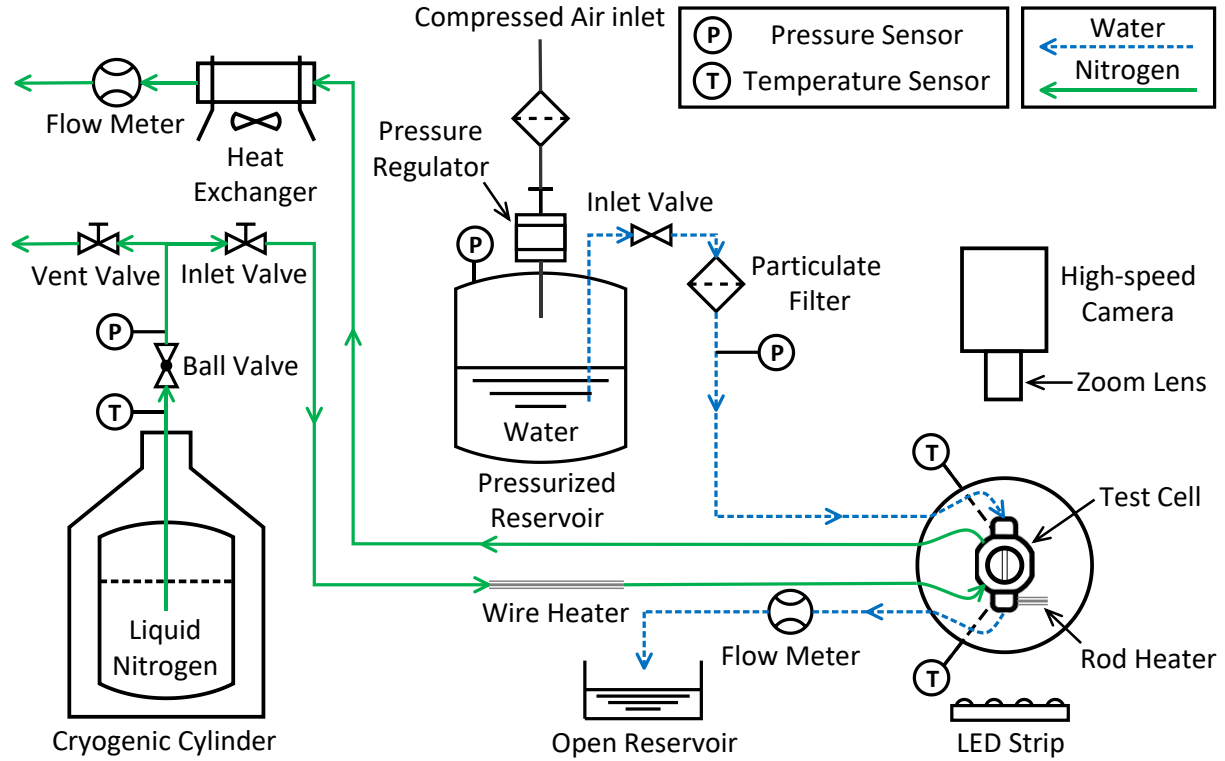 Compressed Air inlet
P Pressure Sensor
T Temperature Sensor
Water
Nitrogen
Flow Meter
Heat
Exchanger
Pressure
Regulator
Inlet Valve
P
Particulate
Filter
High-speed
Camera
Vent Valve
Inlet Valve
P
Ball Valve
P
Zoom Lens
T
Water
Pressurized
Reservoir
T
Test Cell
Wire Heater
Liquid
Nitrogen
Flow Meter
Rod Heater
T
Cryogenic Cylinder
Open Reservoir
LED Strip